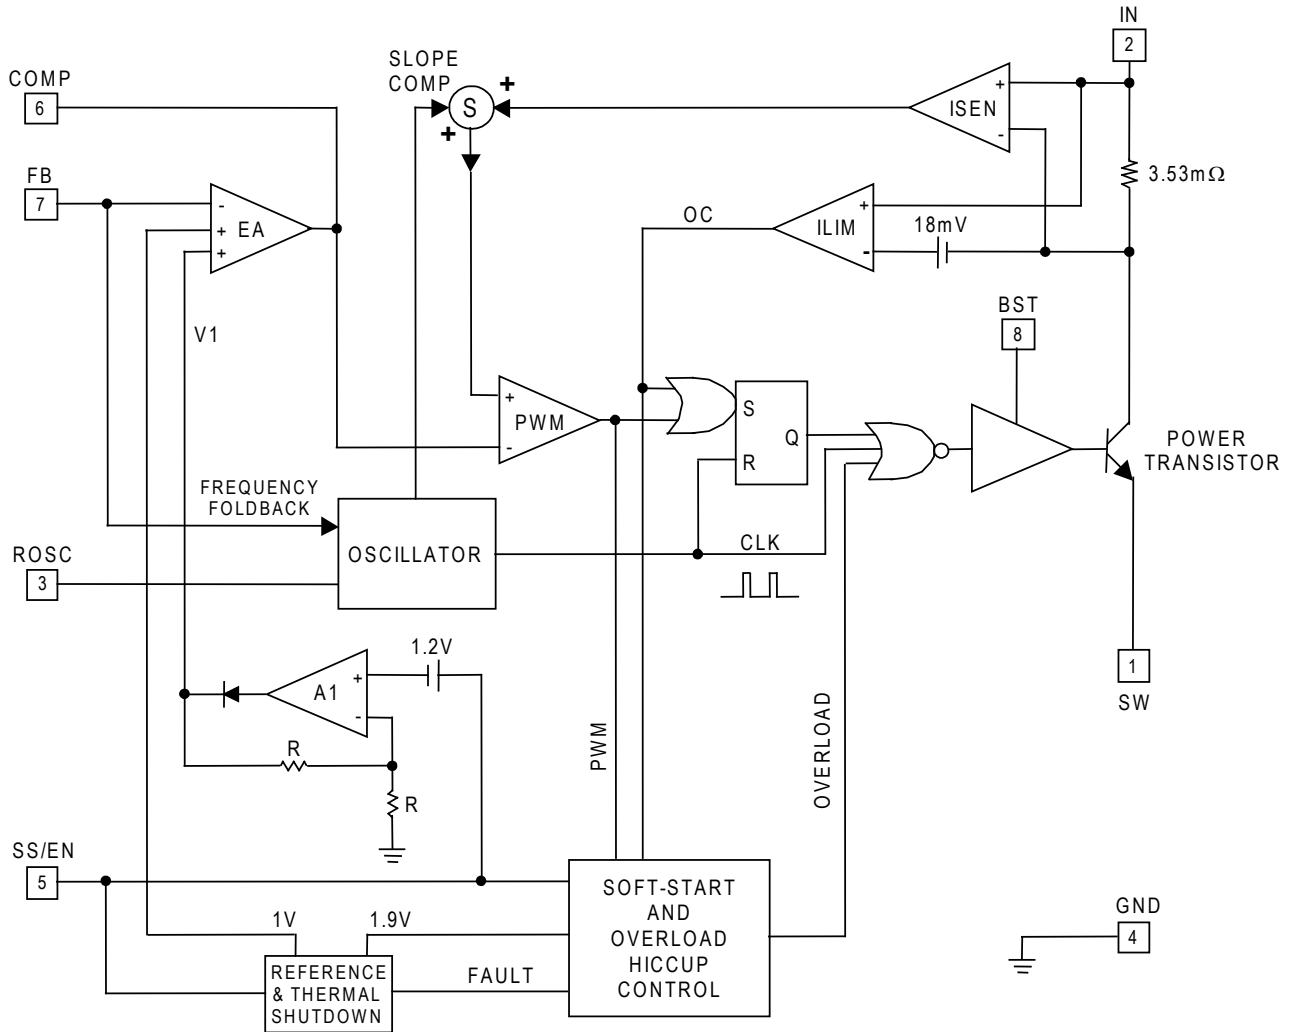 IN
2
SLOPE
COMP
+
S
+
COMP
6
+
ISEN
-
3.53mΩ
FB
7
-
+ EA
+
OC
+
ILIM
-
18mV
V1
BST
8
+
PWM
-
S
Q
R
POWER
TRANSISTOR
FREQUENCY
FOLDBACK
OSCILLATOR
CLK
ROSC
3
1.2V
+
A1
-
R
R
1
SW
PWM
OVERLOAD
SS/EN
5
1V
1.9V
SOFT-START
AND
OVERLOAD
HICCUP
CONTROL
REFERENCE
& THERMAL
SHUTDOWN
FAULT
GND
4